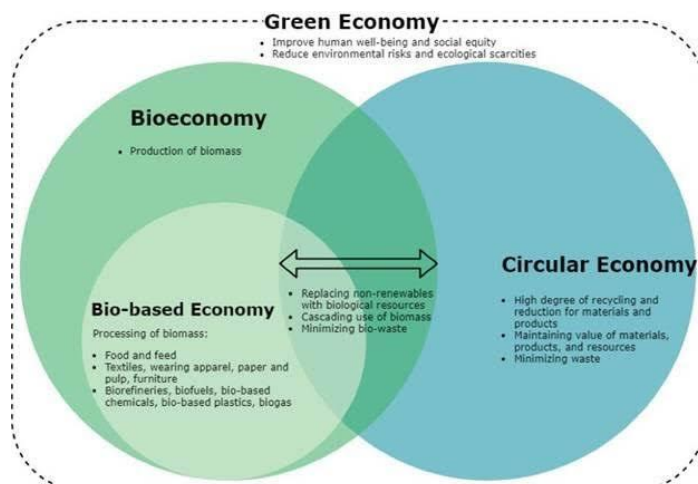 Green Economy
• Improve human well-being and social equity
• Reduce environmental risks and ecological scarcities
Bioeconomy
• Production of biomass
Bio-based Economy
Processing of biomass:
• Food and feed
• Textiles, wearing apparel, paper and
pulp, furniture
• Biorefineries, biofuels, bio-based
chemicals, bio-based plastics, biogas
• Replacing non-renewables
with biological resources
• Cascading use of biomass
• Minimizing bio-waste
Circular Economy
• High degree of recycling and
reduction for materials and
products
• Maintaining value of materials,
products, and resources
• Minimizing waste